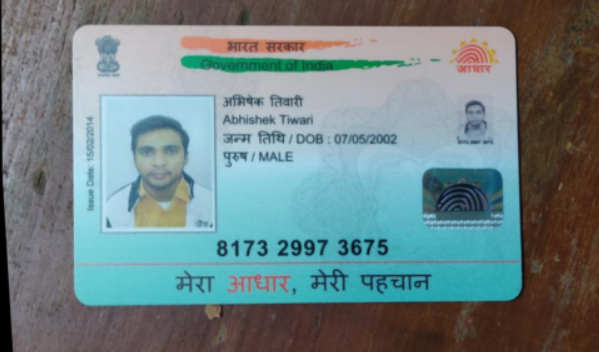 भारत सरकार
Government of India
आधार
Issue Date: 15/02/2014
अभिषेक तिवारी
Abhishek Tiwari
जन्म तिथि / DOB : 07/05/2002
पुरुष / MALE
8173 2997 3675
मेरा आधार, मेरी पहचान